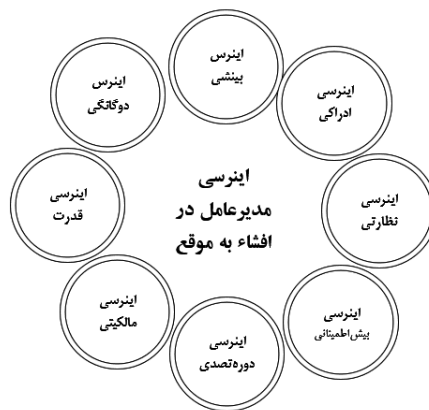 اینرس
بینشی
اینرسی
ادراکی
اینرسی
نظارتی
اینرسی
بیش‌اطمینانی
اینرسی
دوره‌تصدی
اینرسی
مالکیتی
اینرسی
قدرت
اینرس
دوگانگی
اینرسی
مدیرعامل در
افشاء به موقع